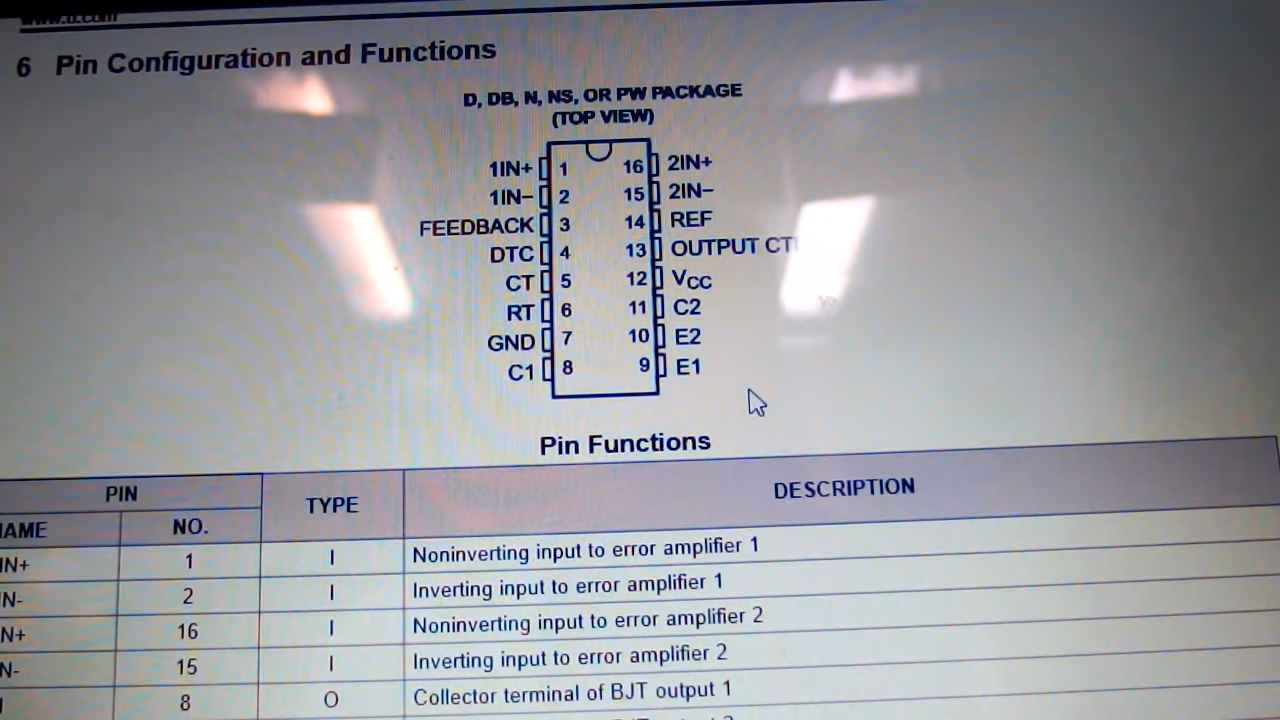 6 Pin Configuration and Functions
D, DB, N, NS, OR PW PACKAGE
(TOP VIEW)
1IN+ 1 16 2IN+
1IN− 2 15 2IN−
FEEDBACK 3 14 REF
DTC 4 13 OUTPUT
CT 5 12 VCC
RT 6 11 C2
GND 7 10 E2
C1 8 9 E1
Pin Functions
PIN TYPE DESCRIPTION
NO.
IN+ 1 I Noninverting input to error amplifier 1
N- 2 I Inverting input to error amplifier 1
N+ 16 I Noninverting input to error amplifier 2
N- 15 I Inverting input to error amplifier 2
8 O Collector terminal of BJT output 1